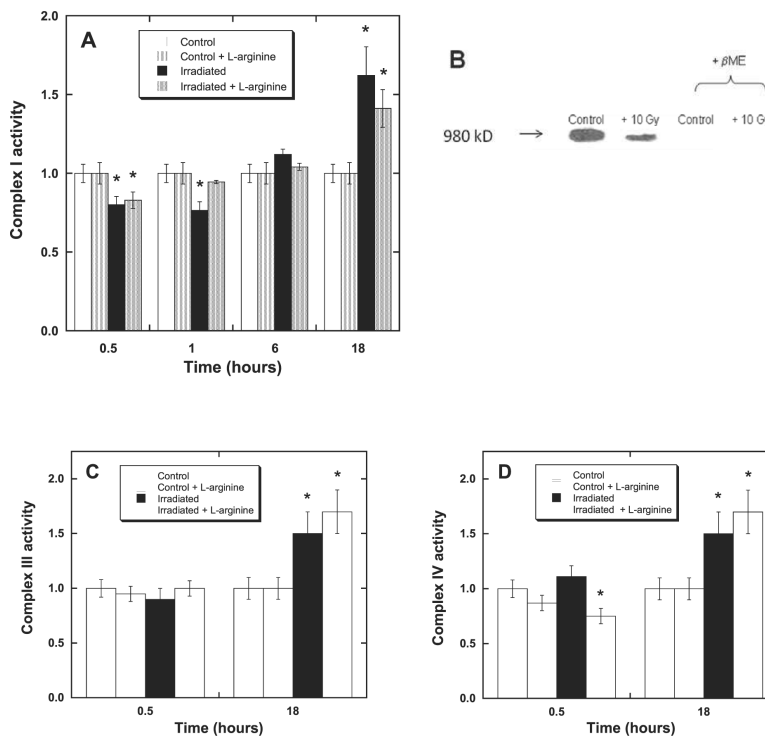 A
Control
Control + L-arginine
Irradiated
Irradiated + L-arginine
2.0
1.5
1.0
0.5
0.0
Complex I activity
* * * * *
0.5 1 6 18
Time (hours)
B
+ βME
Control + 10 Gy Control
+ 10 G
980 kD
C
Control
Control + L-arginine
Irradiated
Irradiated + L-arginine
2.0
1.5
1.0
0.5
0.0
Complex III activity
* *
0.5 18
Time (hours)
D
Control
Control + L-arginine
Irradiated
Irradiated + L-arginine
2.0
1.5
1.0
0.5
0.0
Complex IV activity
* * *
0.5 18
Time (hours)